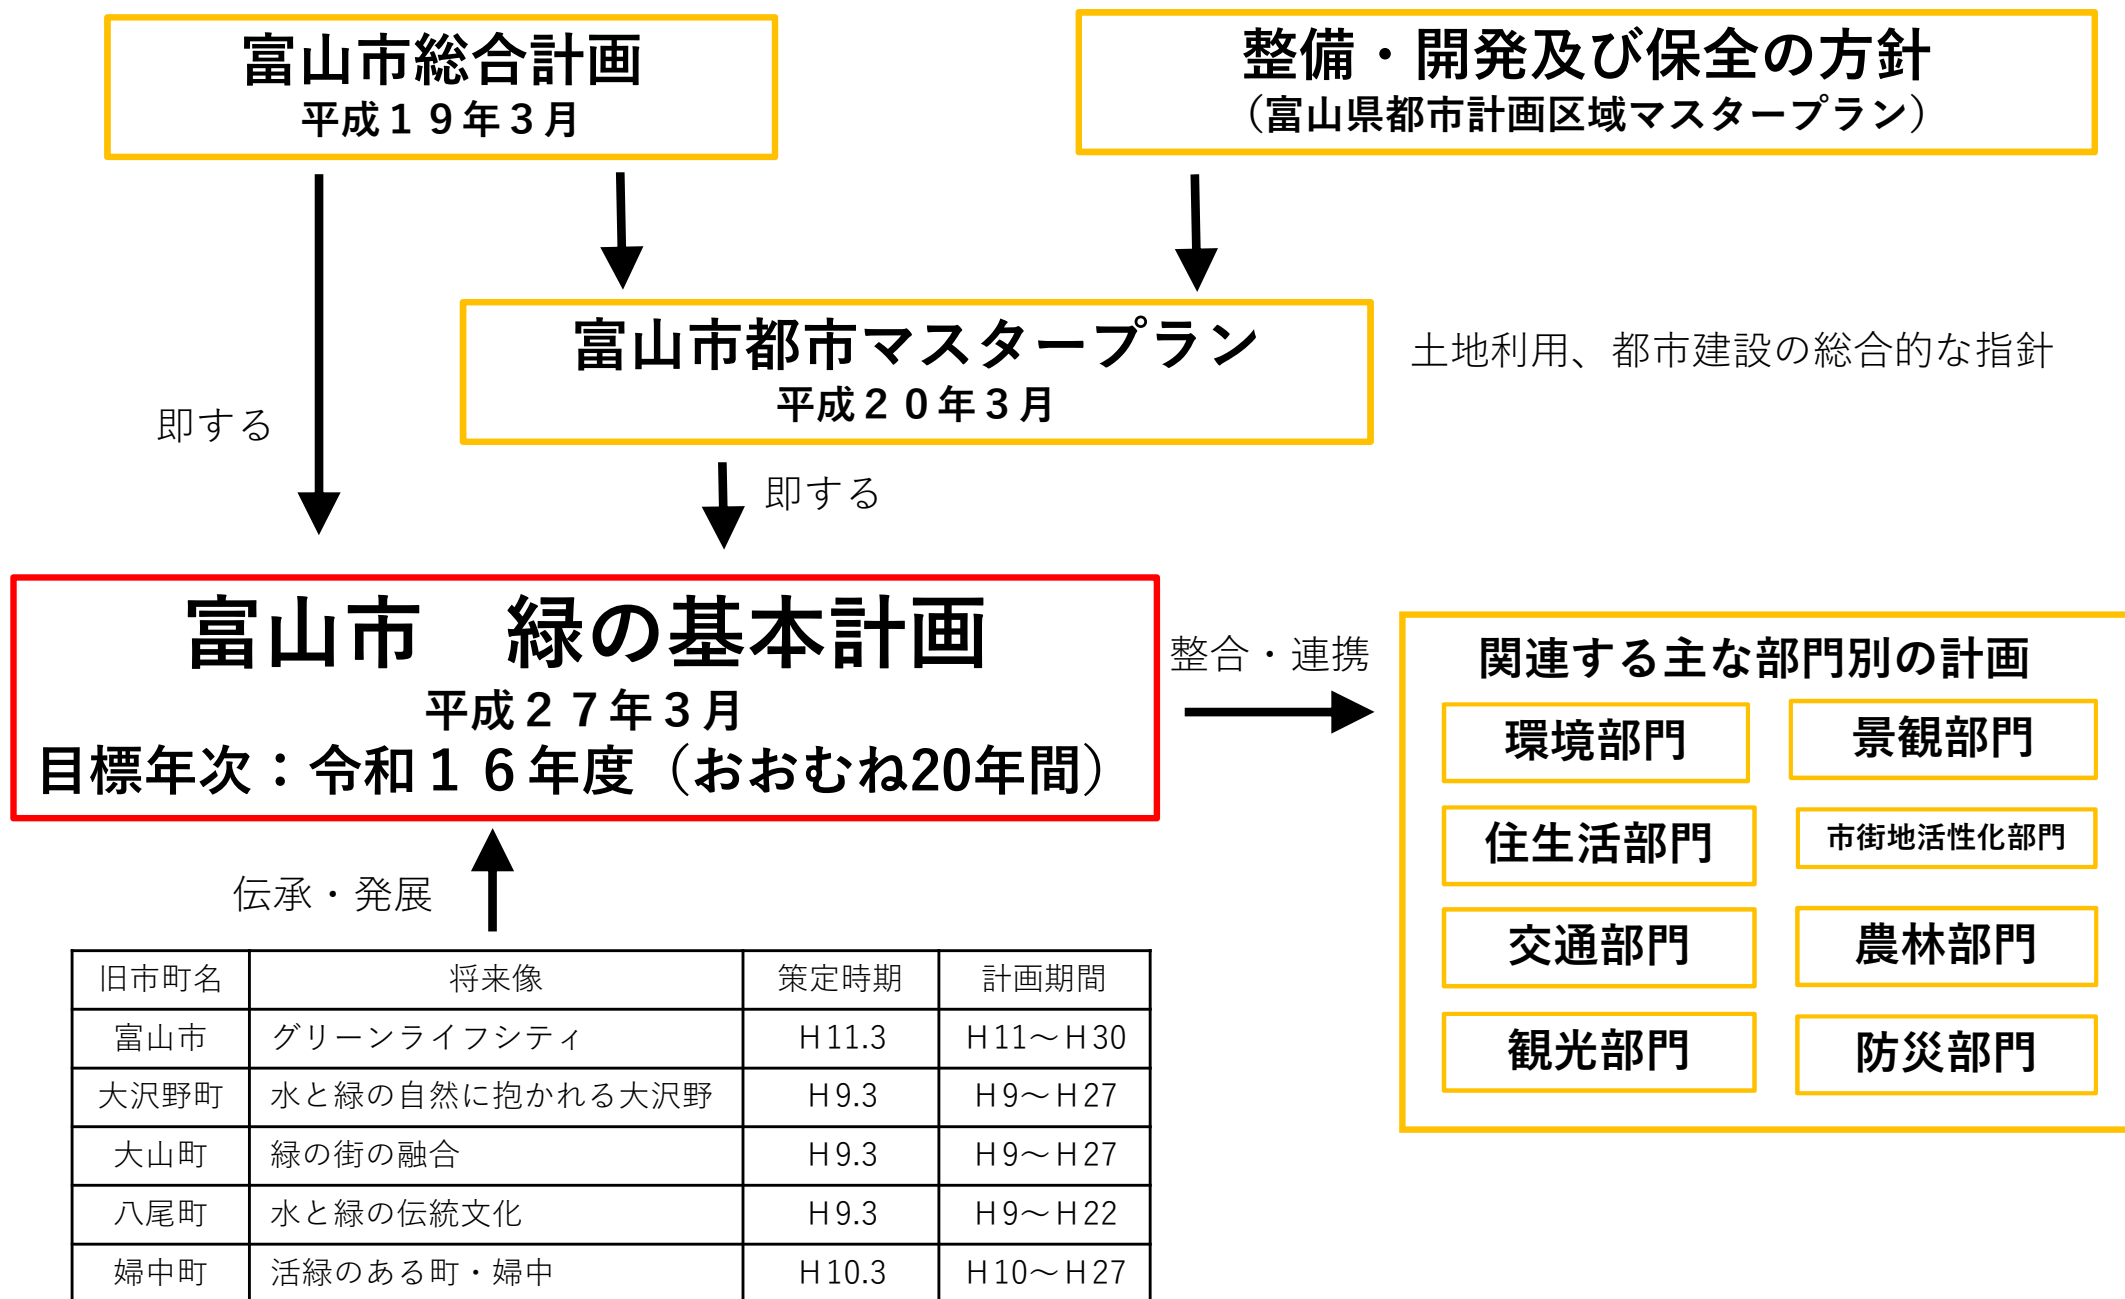 富山市総合計画
平成１９年３月
整備・開発及び保全の方針
（富山県都市計画区域マスタープラン）
富山市都市マスタープラン
平成２０年３月
土地利用、都市建設の総合的な指針
即する
即する
富山市　緑の基本計画
平成２７年３月
目標年次：令和１６年度（おおむね20年間）
整合・連携
関連する主な部門別の計画
環境部門
景観部門
住生活部門
市街地活性化部門
交通部門
農林部門
観光部門
防災部門
伝承・発展
旧市町名 将来像 策定時期 計画期間
富山市 グリーンライフシティ Ｈ11.3 Ｈ11～Ｈ30
大沢野町 水と緑の自然に抱かれる大沢野 Ｈ9.3 Ｈ9～Ｈ27
大山町 緑の街の融合 Ｈ9.3 Ｈ9～Ｈ27
八尾町 水と緑の伝統文化 Ｈ9.3 Ｈ9～Ｈ22
婦中町 活緑のある町・婦中 Ｈ10.3 Ｈ10～Ｈ27